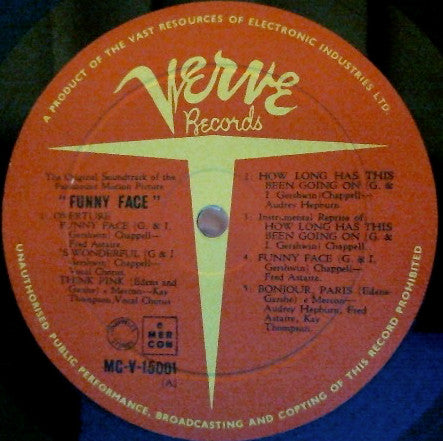 A PRODUCT OF THE VAST RESOURCES OF ELECTRONIC INDUSTRIES LTD.
Verve
Records
The Original Soundtrack of the
Paramount Motion Picture
"FUNNY FACE"
1. OVERTURE
FUNNY FACE (G. & I.
Gershwin) (Chappell)—
Fred Astaire.
'S WONDERFUL (G. & I.
Gershwin) (Chappell)—
Vocal Chorus
THINK PINK (Edens and
Gershe) e Mercon)—Kay
Thompson, Vocal Chorus
2. HOW LONG HAS THIS
BEEN GOING ON (G. &
I. Gershwin) (Chappell)—
Audrey Hepburn.
3. Instrumental Reprise of:
HOW LONG HAS THIS
BEEN GOING ON (G. &
I. Gershwin) (Chappell)
4. FUNNY FACE (G. & I.
Gershwin) (Chappell)—
Fred Astaire.
5. BONJOUR, PARIS (Edens-
Gershe) e Mercon)—
Audrey Hepburn, Fred
Astaire, Kay
Thompson.
e
MER
CON
MG-V-15001
(A)
UNAUTHORISED PUBLIC PERFORMANCE, BROADCASTING AND COPYING OF THIS RECORD PROHIBITED